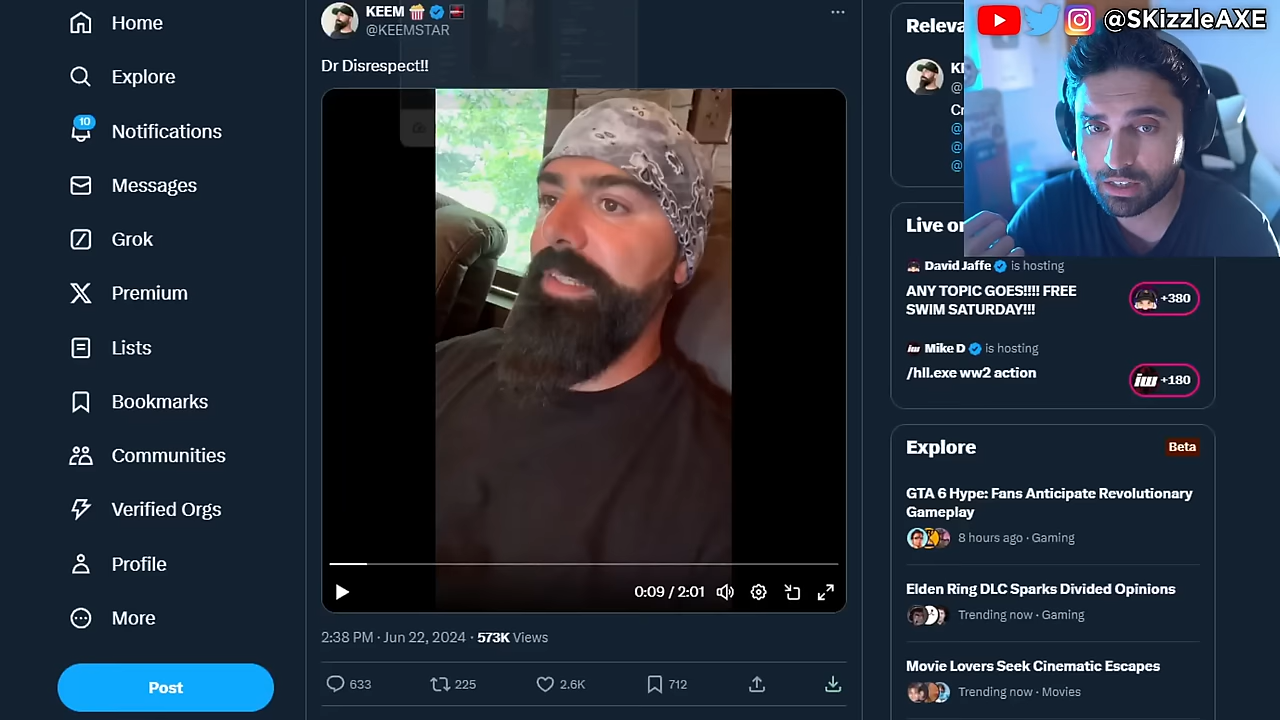 Home
Explore
10
Notifications
Messages
Grok
Premium
Lists
Bookmarks
Communities
Verified Orgs
Profile
More
Post
KEEM
@KEEMSTAR
Dr Disrespect!!
0:09 / 2:01
2:38 PM · Jun 22, 2024 · 573K Views
633
225
2.6K
712
@SKizzleAXE
Releva
@
@
@
@
Live on
David Jaffe is hosting
ANY TOPIC GOES!!!! FREE
SWIM SATURDAY!!!
+380
iw Mike D is hosting
/hll.exe ww2 action
iw +180
Explore
Beta
GTA 6 Hype: Fans Anticipate Revolutionary
Gameplay
8 hours ago · Gaming
Elden Ring DLC Sparks Divided Opinions
Trending now · Gaming
Movie Lovers Seek Cinematic Escapes
Trending now · Movies